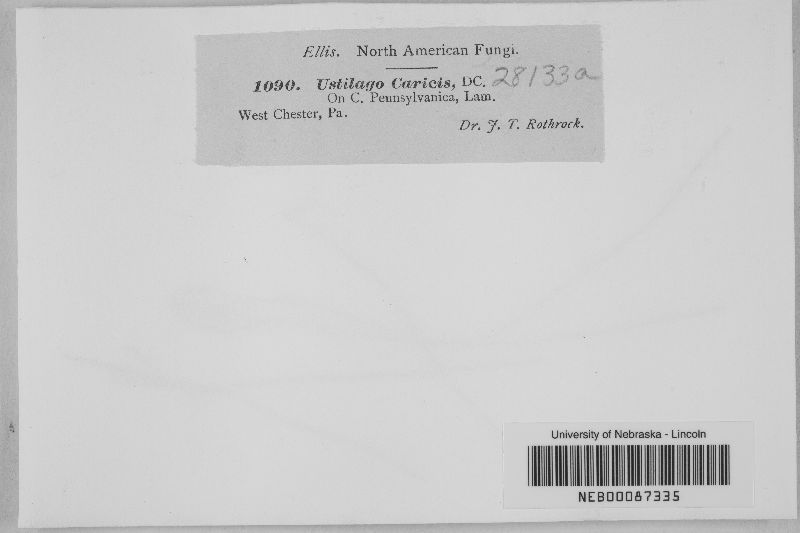 Ellis. North American Fungi.
1090. Ustilago Caricis, DC. 28133a
On C. Pennsylvanica, Lam.
West Chester, Pa.
Dr. J. T. Rothrock.
University of Nebraska - Lincoln
NEB00087335